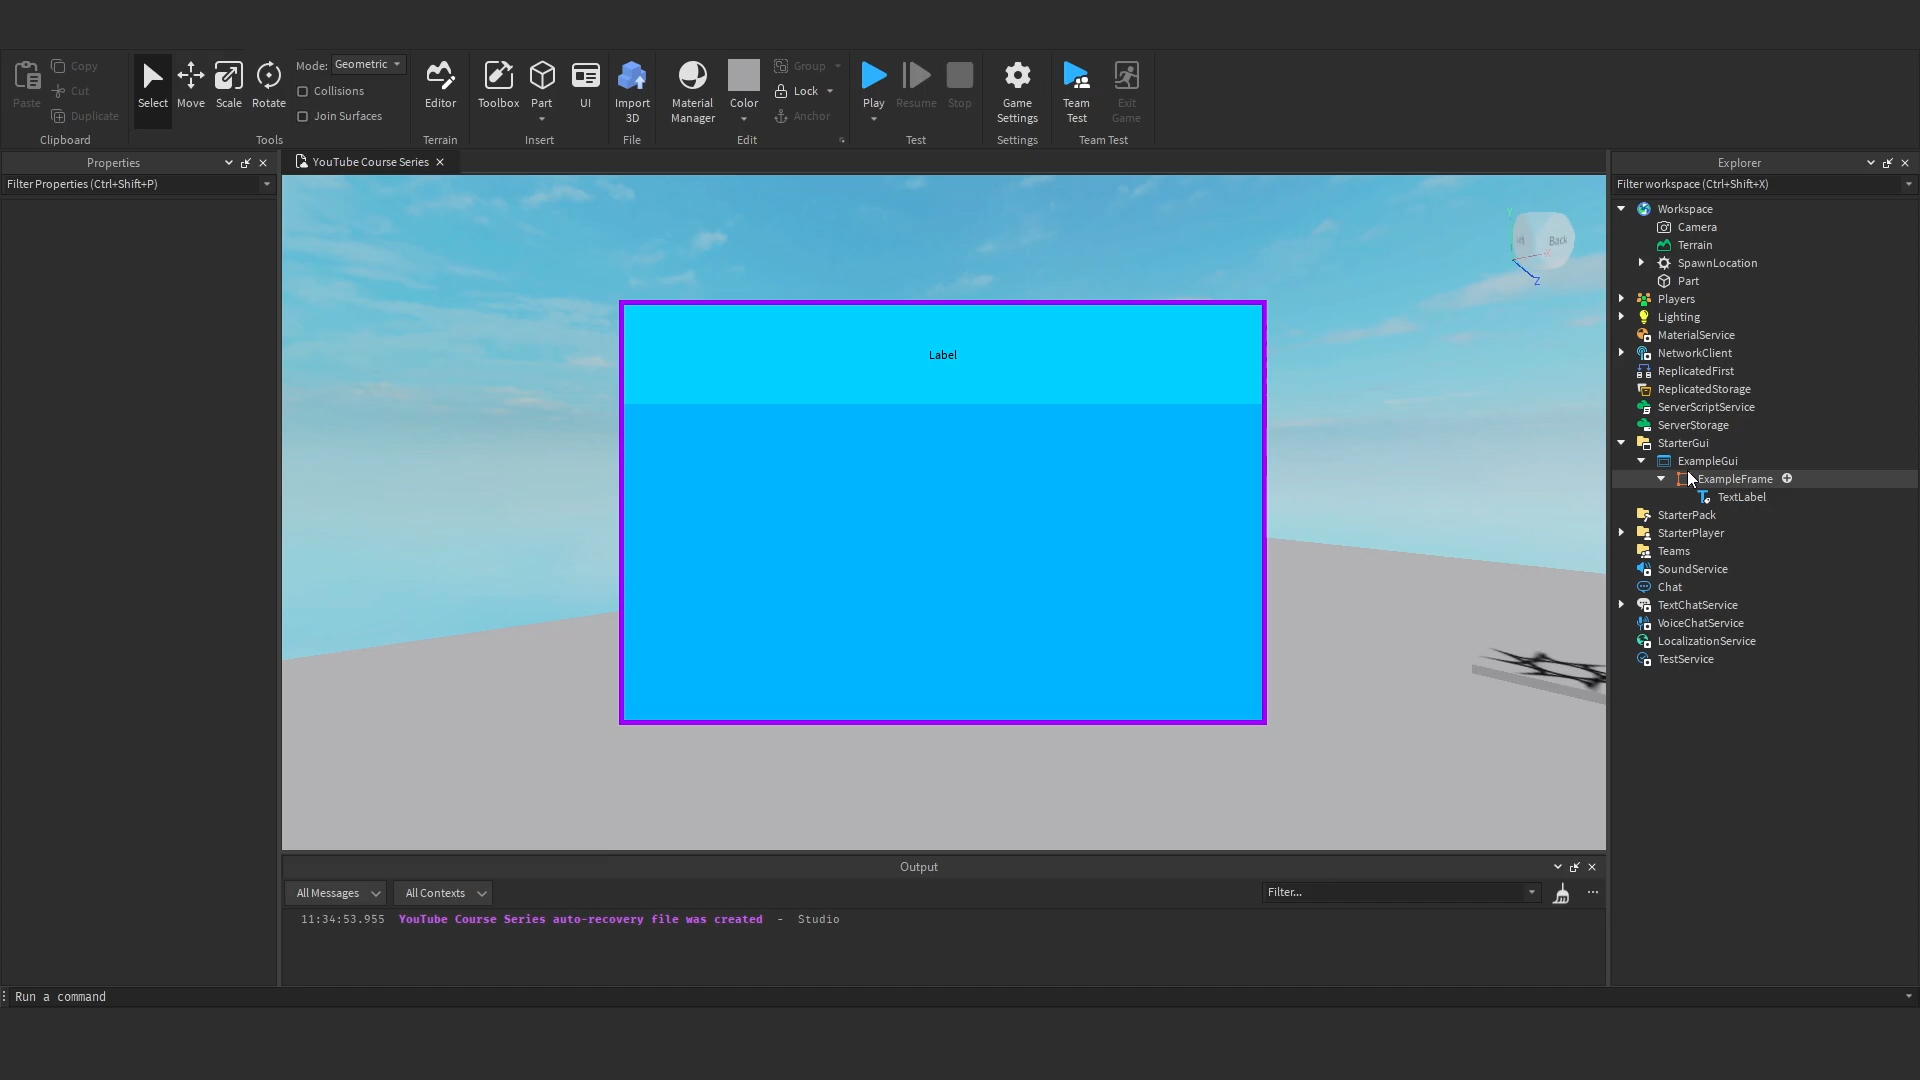 Paste
Copy
Cut
Duplicate
Clipboard
Select
Move
Scale
Rotate
Mode: Geometric
Collisions
Join Surfaces
Tools
Editor
Terrain
Toolbox
Part
UI
Insert
Import
3D
File
Material
Manager
Color
Group
Lock
Anchor
Edit
Play
Resume
Stop
Test
Game
Settings
Settings
Team
Test
Exit
Game
Team Test
Properties
Filter Properties (Ctrl+Shift+P)
YouTube Course Series
Y
Back
X
Z
Label
Explorer
Filter workspace (Ctrl+Shift+X)
Workspace
Camera
Terrain
SpawnLocation
Part
Players
Lighting
MaterialService
NetworkClient
ReplicatedFirst
ReplicatedStorage
ServerScriptService
ServerStorage
StarterGui
ExampleGui
ExampleFrame
TextLabel
StarterPack
StarterPlayer
Teams
SoundService
Chat
TextChatService
VoiceChatService
LocalizationService
TestService
Output
All Messages
All Contexts
Filter...
11:34:53.955 YouTube Course Series auto-recovery file was created - Studio
Run a command